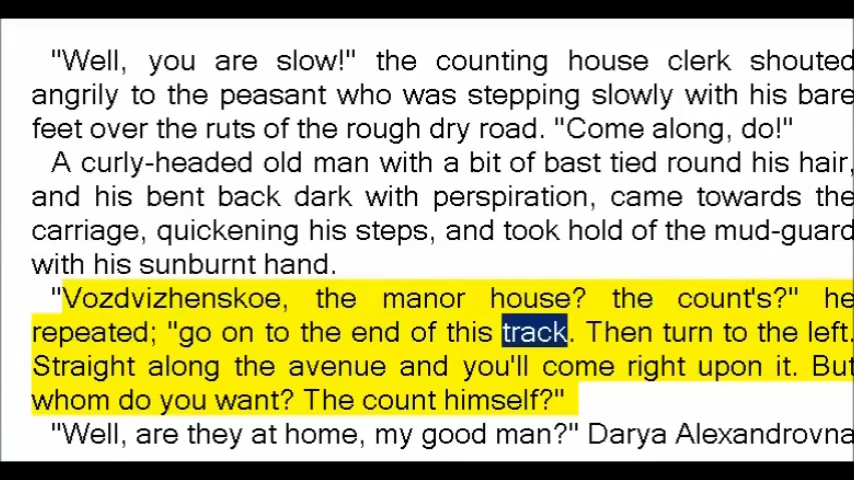 "Well, you are slow!" the counting house clerk shouted
angrily to the peasant who was stepping slowly with his bare
feet over the ruts of the rough dry road. "Come along, do!"
A curly-headed old man with a bit of bast tied round his hair,
and his bent back dark with perspiration, came towards the
carriage, quickening his steps, and took hold of the mud-guard
with his sunburnt hand.
"Vozdvizhenskoe, the manor house? the count's?" he
repeated; "go on to the end of this track. Then turn to the left.
Straight along the avenue and you'll come right upon it. But
whom do you want? The count himself?"
"Well, are they at home, my good man?" Darya Alexandrovna